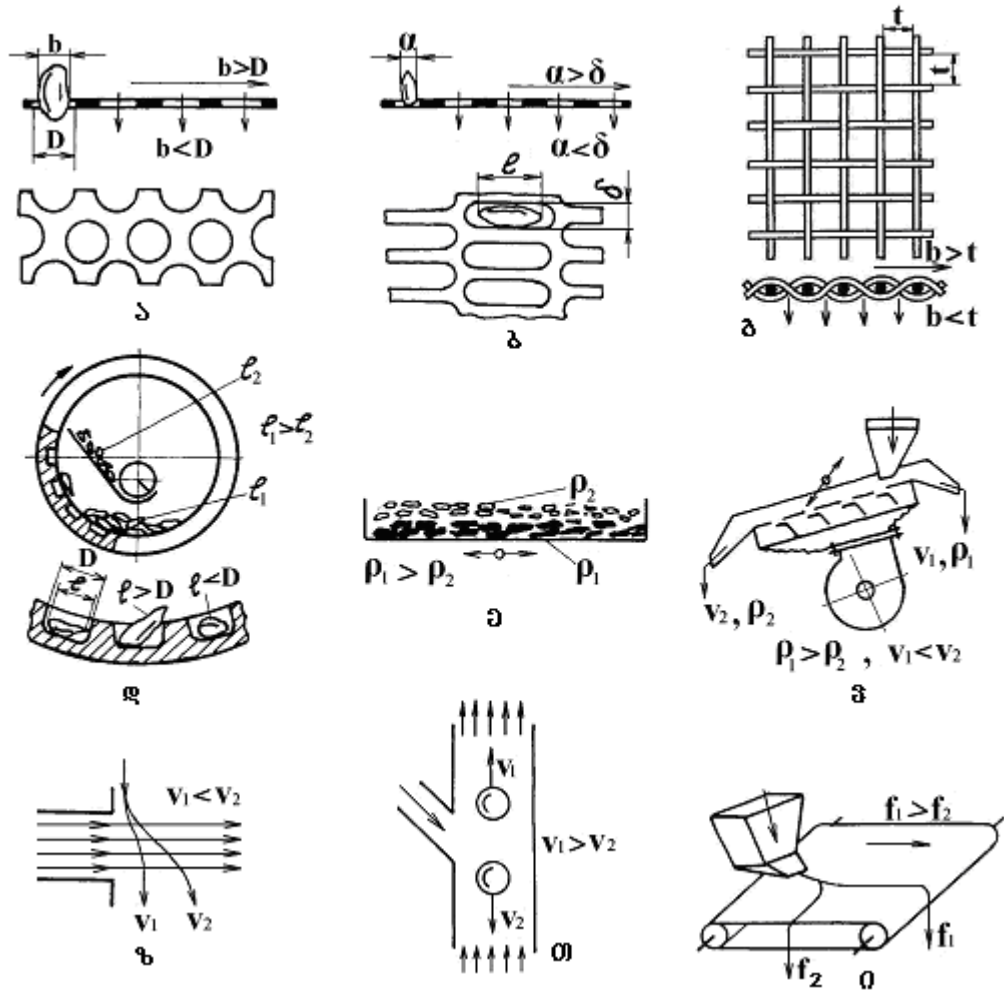 b
b>D
D
b<D
ა
α
α>δ
α<δ
ℓ
δ
ბ
t
t
b>t
b<t
გ
ℓ₂
ℓ₁>ℓ₂
ℓ₁
D
ℓ
ℓ>D
ℓ<D
დ
ρ₂
ρ₁>ρ₂
ρ₁
ე
v₁, ρ₁
v₂, ρ₂
ρ₁>ρ₂ , v₁<v₂
ვ
v₁<v₂
v₁
v₂
ზ
v₁
v₁>v₂
v₂
თ
f₁>f₂
f₁
f₂
ი